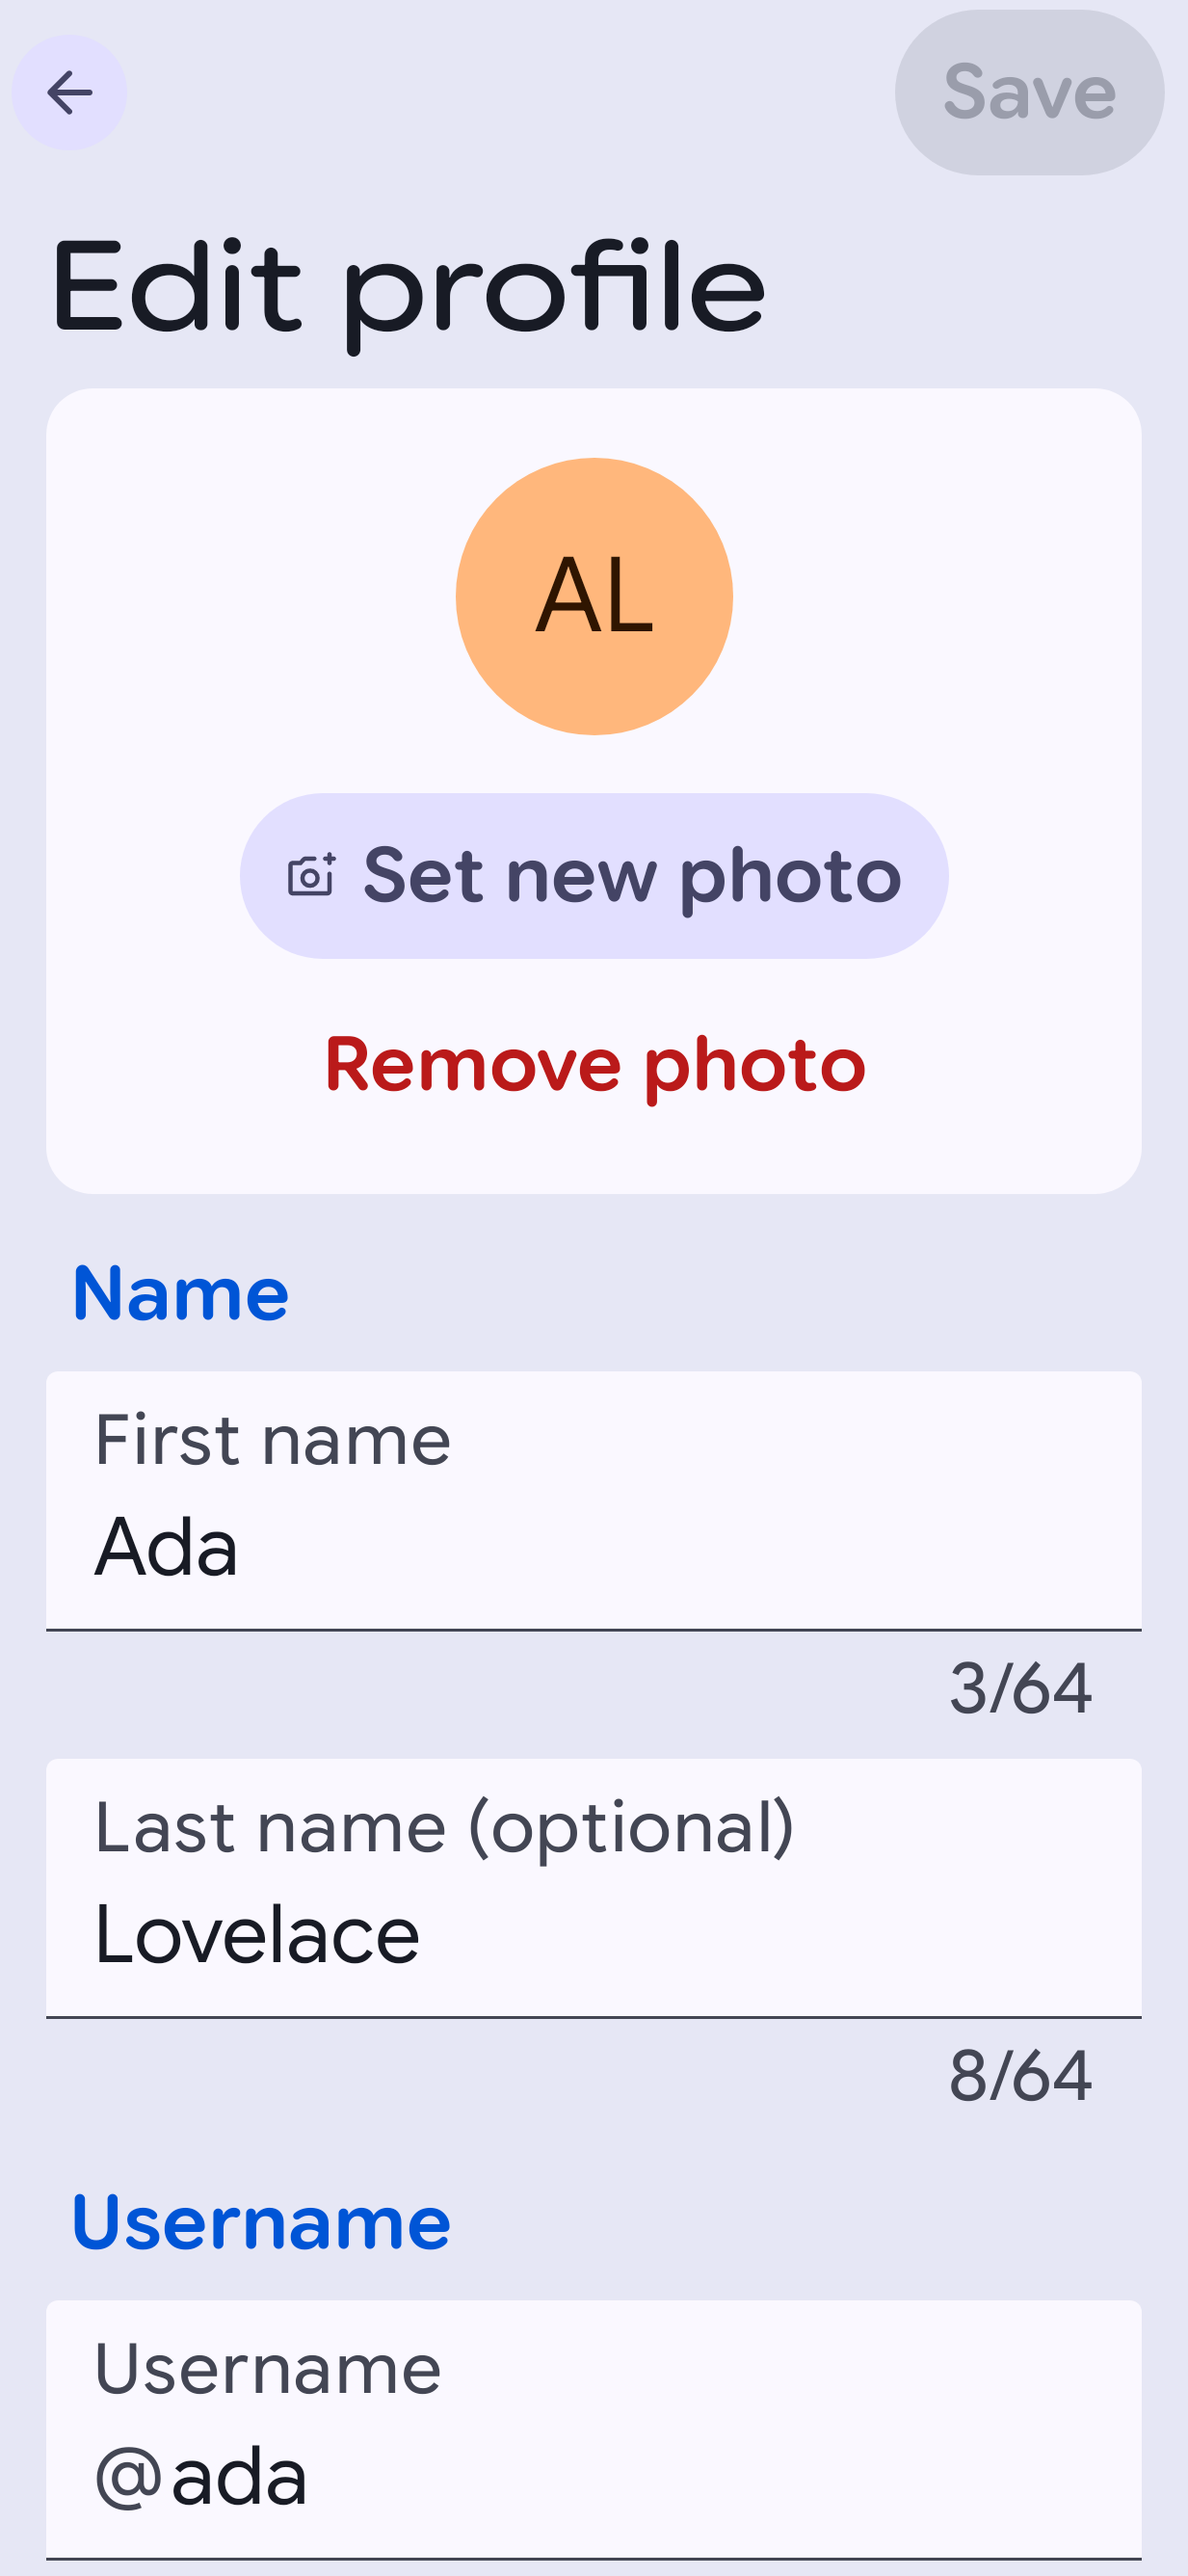 Save
Edit profile
AL
Set new photo
Remove photo
Name
First name
Ada
3/64
Last name (optional)
Lovelace
8/64
Username
Username
@ada